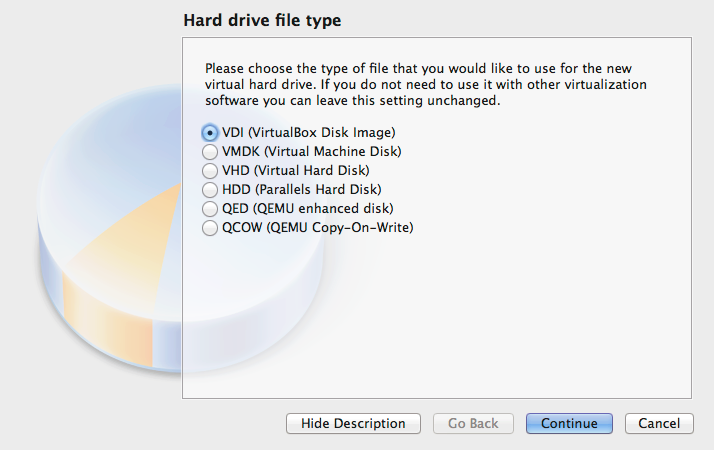 Hard drive file type
Please choose the type of file that you would like to use for the new
virtual hard drive. If you do not need to use it with other virtualization
software you can leave this setting unchanged.
VDI (VirtualBox Disk Image)
VMDK (Virtual Machine Disk)
VHD (Virtual Hard Disk)
HDD (Parallels Hard Disk)
QED (QEMU enhanced disk)
QCOW (QEMU Copy-On-Write)
Hide Description
Go Back
Continue
Cancel